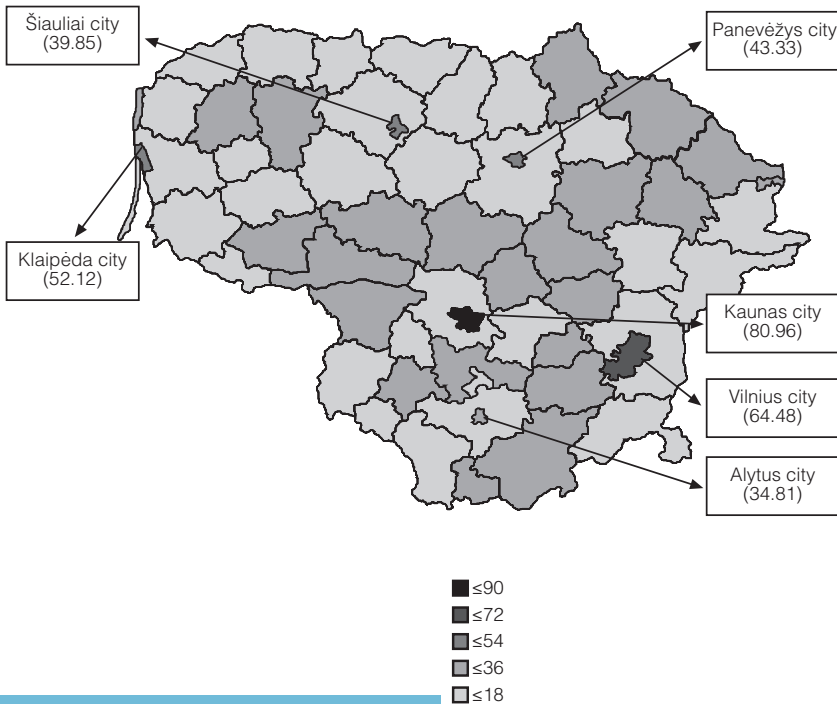 Šiauliai city
(39.85)
Panevėžys city
(43.33)
Klaipėda city
(52.12)
Kaunas city
(80.96)
Vilnius city
(64.48)
Alytus city
(34.81)
≤90
≤72
≤54
≤36
≤18